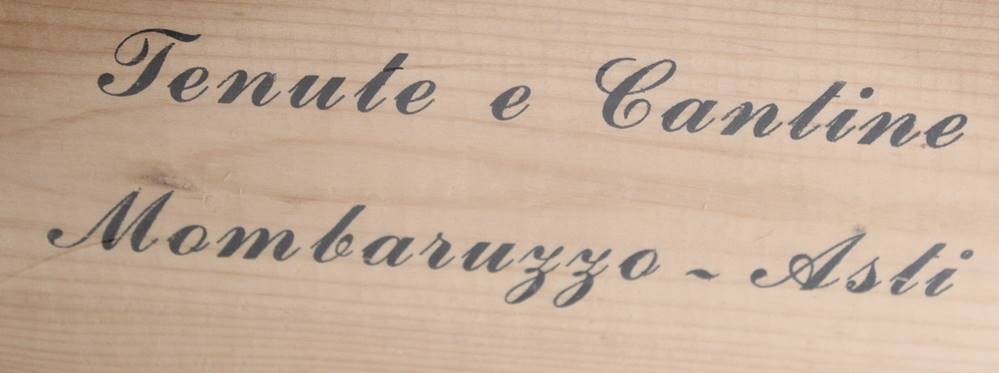 Tenute e Cantine
Mombaruzzo - Asti